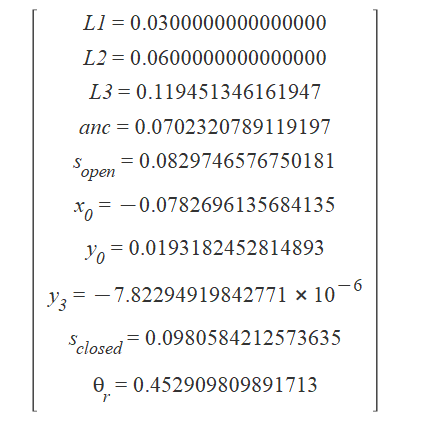 L1 = 0.0300000000000000
L2 = 0.0600000000000000
L3 = 0.119451346161947
anc = 0.0702320789119197
s_open = 0.0829746576750181
x_0 = −0.0782696135684135
y_0 = 0.0193182452814893
y_3 = −7.82294919842771 × 10^−6
s_closed = 0.0980584212573635
θ_r = 0.452909809891713